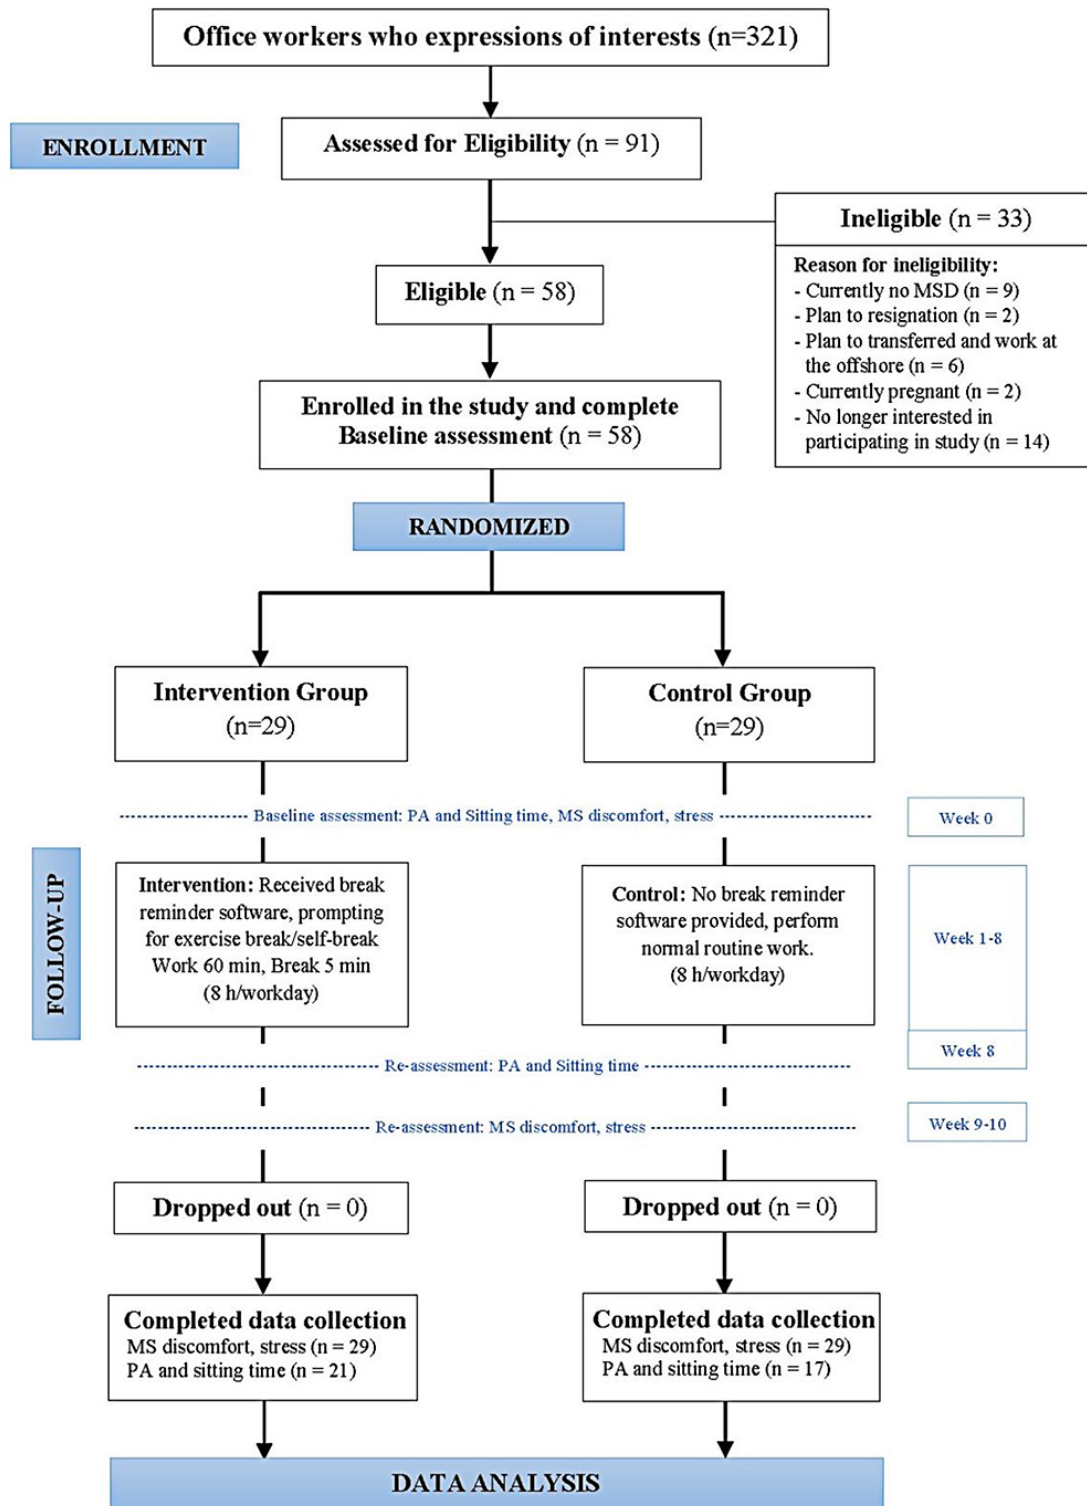 Office workers who expressions of interests (n=321)
ENROLLMENT
Assessed for Eligibility (n = 91)
Ineligible (n = 33)
Reason for ineligibility:
- Currently no MSD (n = 9)
- Plan to resignation (n = 2)
- Plan to transferred and work at
the offshore (n = 6)
- Currently pregnant (n = 2)
- No longer interested in
participating in study (n = 14)
Eligible (n = 58)
Enrolled in the study and complete
Baseline assessment (n = 58)
RANDOMIZED
Intervention Group
(n=29)
Control Group
(n=29)
Baseline assessment: PA and Sitting time, MS discomfort, stress
Week 0
FOLLOW-UP
Intervention: Received break
reminder software, prompting
for exercise break/self-break
Work 60 min, Break 5 min
(8 h/workday)
Control: No break reminder
software provided, perform
normal routine work.
(8 h/workday)
Week 1-8
Week 8
Re-assessment: PA and Sitting time
Re-assessment: MS discomfort, stress
Week 9-10
Dropped out (n = 0)
Dropped out (n = 0)
Completed data collection
MS discomfort, stress (n = 29)
PA and sitting time (n = 21)
Completed data collection
MS discomfort, stress (n = 29)
PA and sitting time (n = 17)
DATA ANALYSIS